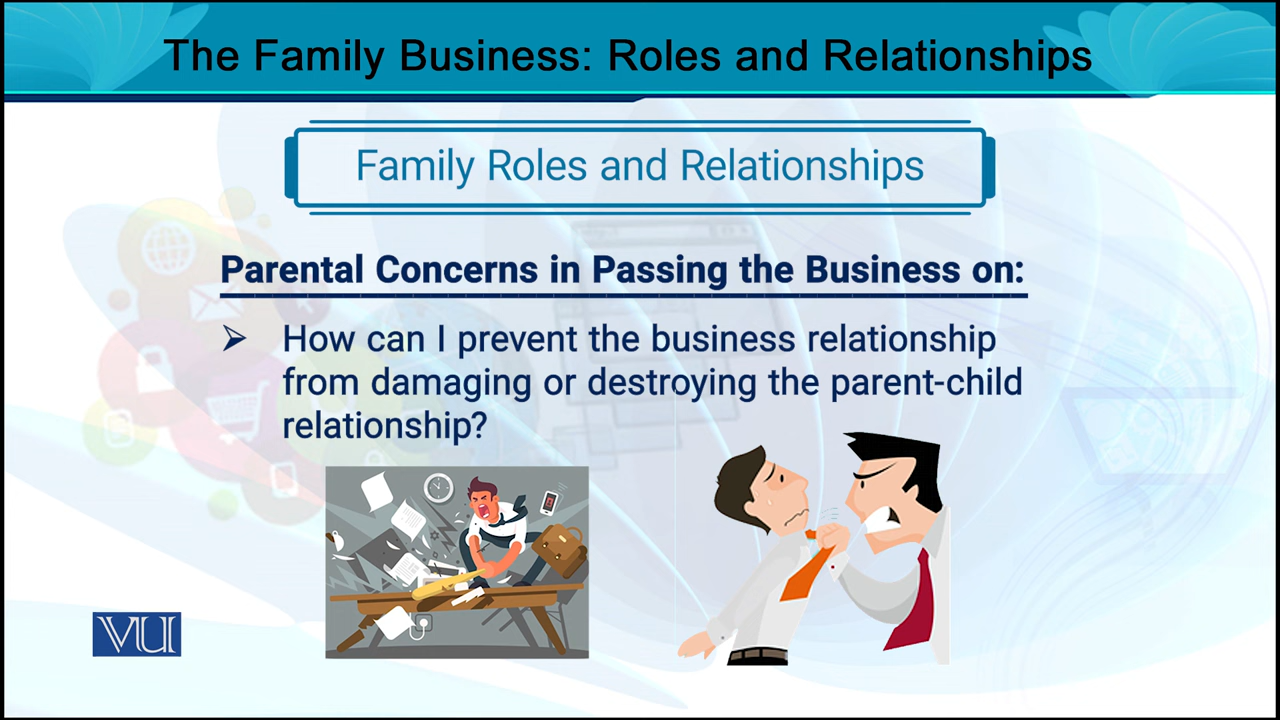 The Family Business: Roles and Relationships
Family Roles and Relationships
Parental Concerns in Passing the Business on:
How can I prevent the business relationship
from damaging or destroying the parent-child
relationship?
VU